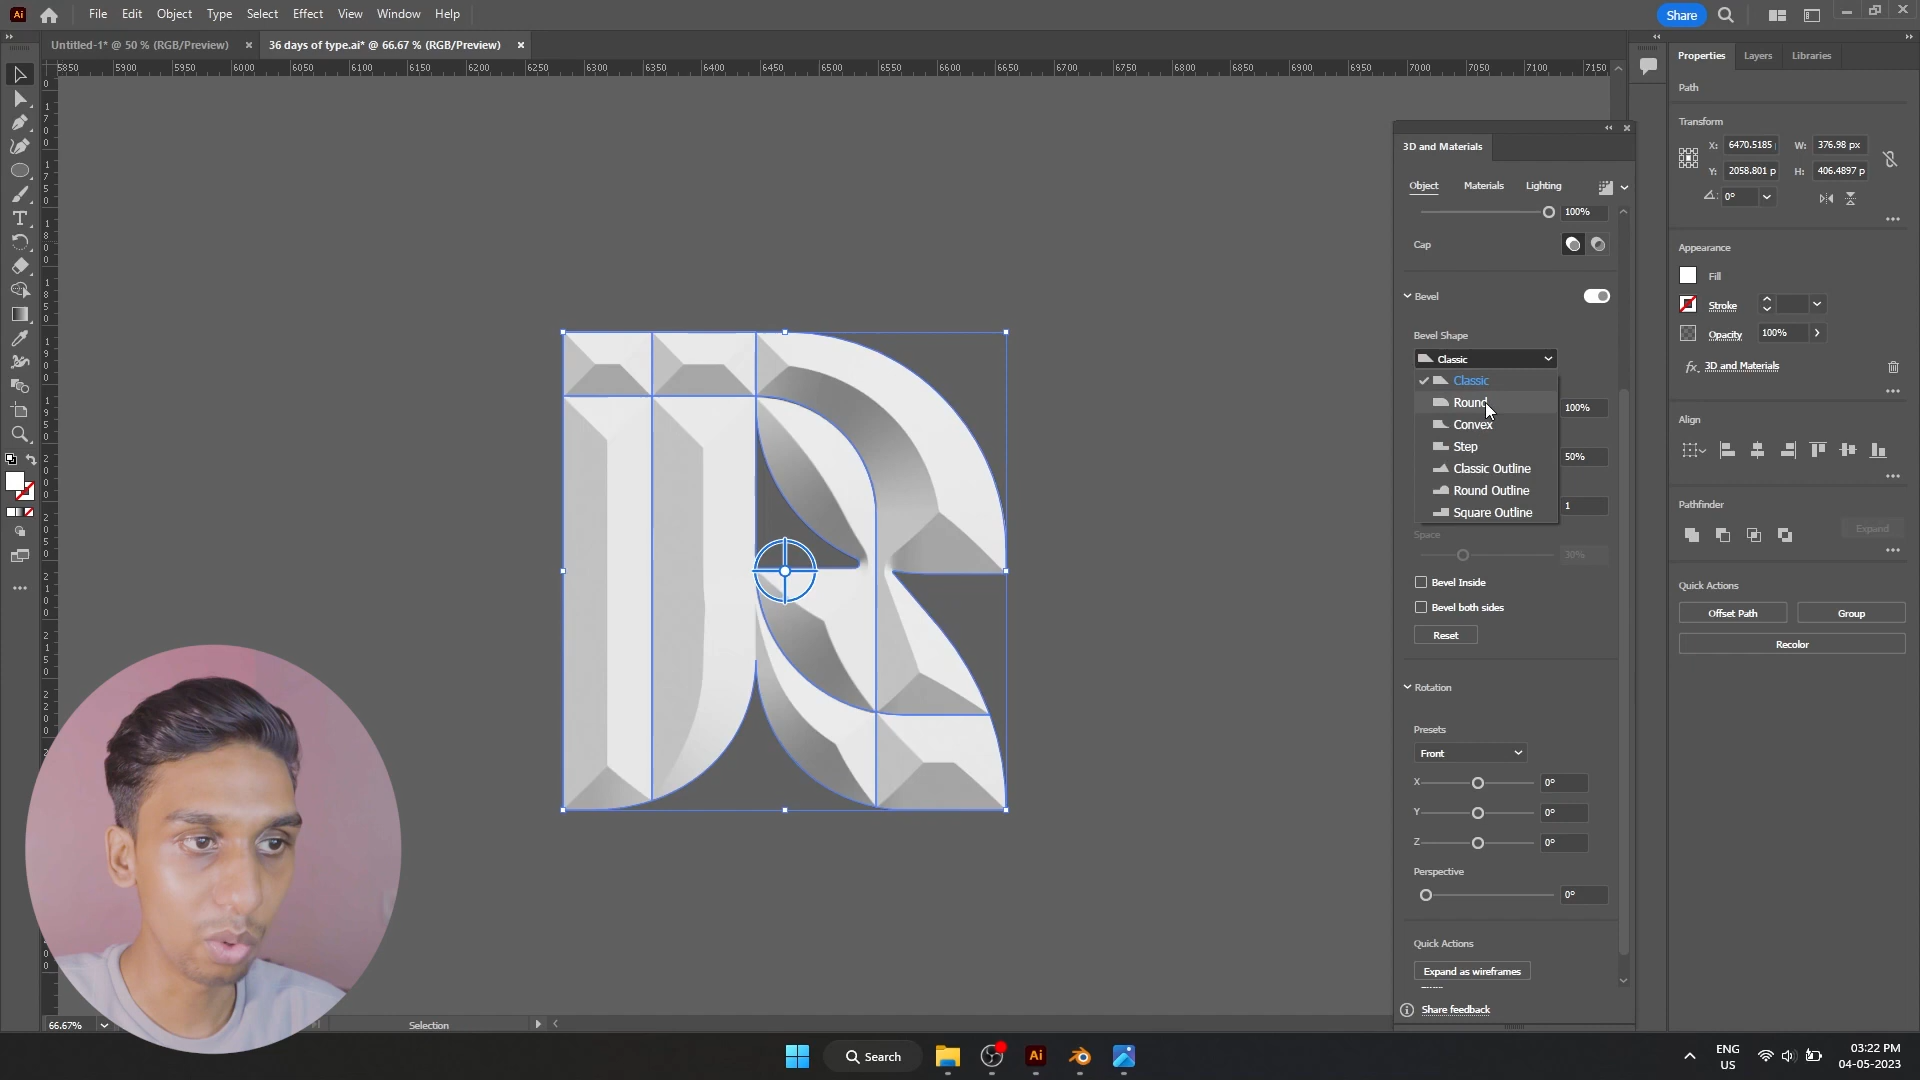 Ai File Edit Object Type Select Effect View Window Help Share
Untitled-1* @ 50 % (RGB/Preview) × 36 days of type.ai* @ 66.67 % (RGB/Preview) ×
5850 5900 5950 6000 6050 6100 6150 6200 6250 6300 6350 6400 6450 6500 6550 6600 6650 6700 6750 6800 6850 6900 6950 7000 7050 7100 7150
3D and Materials
Object Materials Lighting
100%
Cap
Bevel
Bevel Shape
Classic
Classic
Round
100%
Convex
Step
50%
Classic Outline
Round Outline
1
Square Outline
Space
30%
Bevel Inside
Bevel both sides
Reset
Rotation
Presets
Front
X 0°
Y 0°
Z 0°
Perspective
0°
Quick Actions
Expand as wireframes
Share feedback
Properties Layers Libraries
Path
Transform
X: 6470.5185 W: 376.98 px
Y: 2058.801 p H: 406.4897 p
0°
Appearance
Fill
Stroke
Opacity 100%
fx 3D and Materials
Align
Pathfinder
Expand
Quick Actions
Offset Path Group
Recolor
66.67% Selection
Search Ai ENG US 03:22 PM
04-05-2023